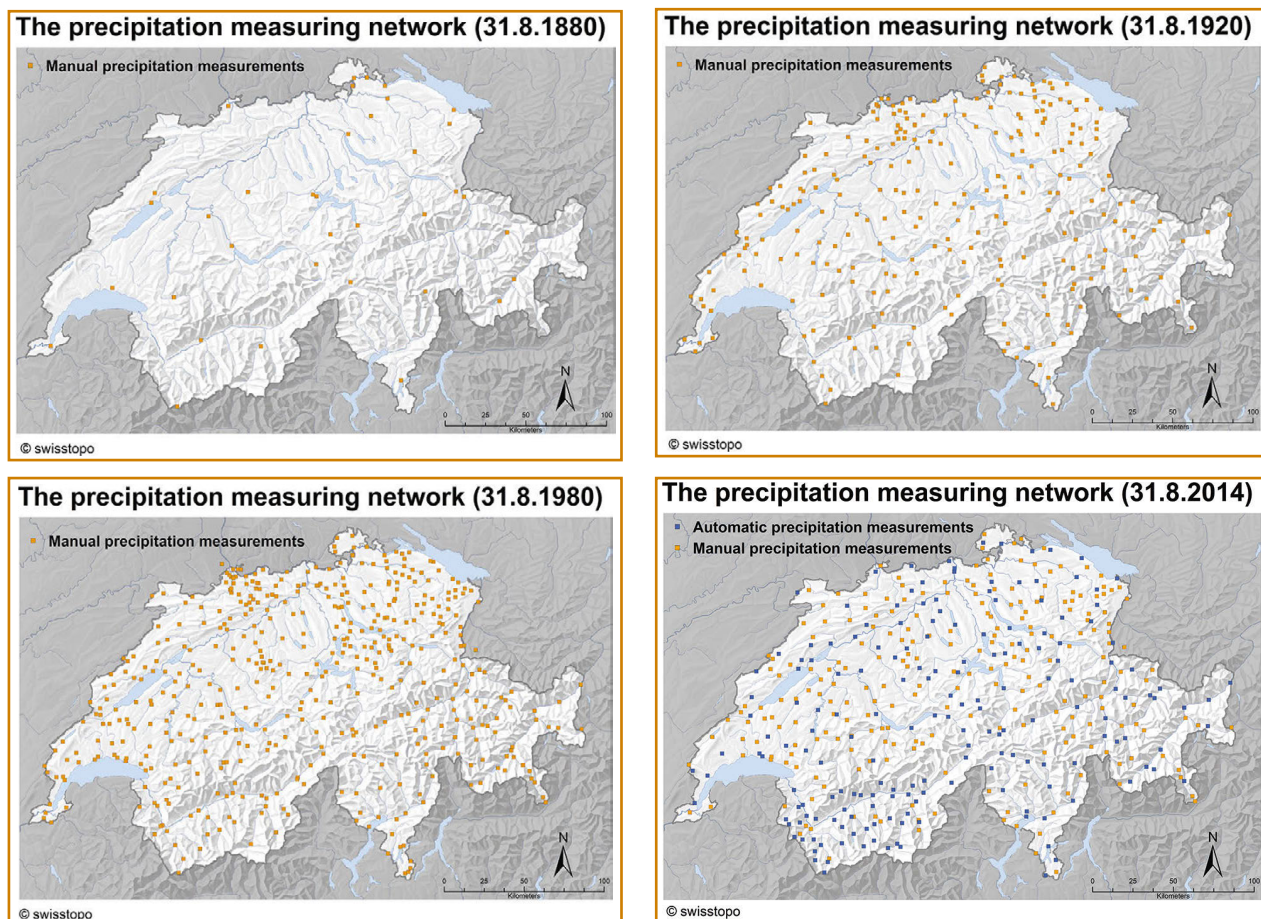 The precipitation measuring network (31.8.1880)
Manual precipitation measurements
N
0 25 50 100
Kilometers
© swisstopo
The precipitation measuring network (31.8.1920)
Manual precipitation measurements
N
0 25 50 100
Kilometers
© swisstopo
The precipitation measuring network (31.8.1980)
Manual precipitation measurements
N
0 25 50 100
Kilometers
© swisstopo
The precipitation measuring network (31.8.2014)
Automatic precipitation measurements
Manual precipitation measurements
N
0 25 50 100
Kilometers
© swisstopo